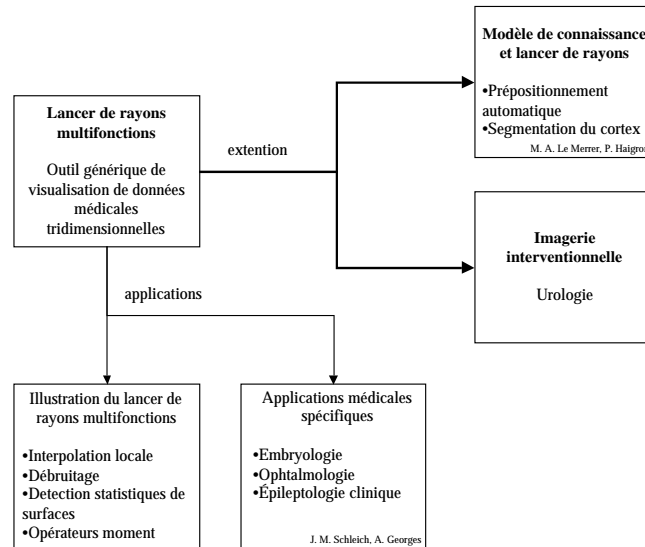 Modèle de connaissance
et lancer de rayons
•Prépositionnement
automatique
•Segmentation du cortex
M. A. Le Merrer, P. Haigron
Lancer de rayons
multifonctions
Outil générique de
visualisation de données
médicales
tridimensionnelles
extention
Imagerie
interventionnelle
Urologie
applications
Illustration du lancer de
rayons multifonctions
•Interpolation locale
•Débruitage
•Detection statistiques de
surfaces
•Opérateurs moment
Applications médicales
spécifiques
•Embryologie
•Ophtalmologie
•Épileptologie clinique
J. M. Schleich, A. Georges